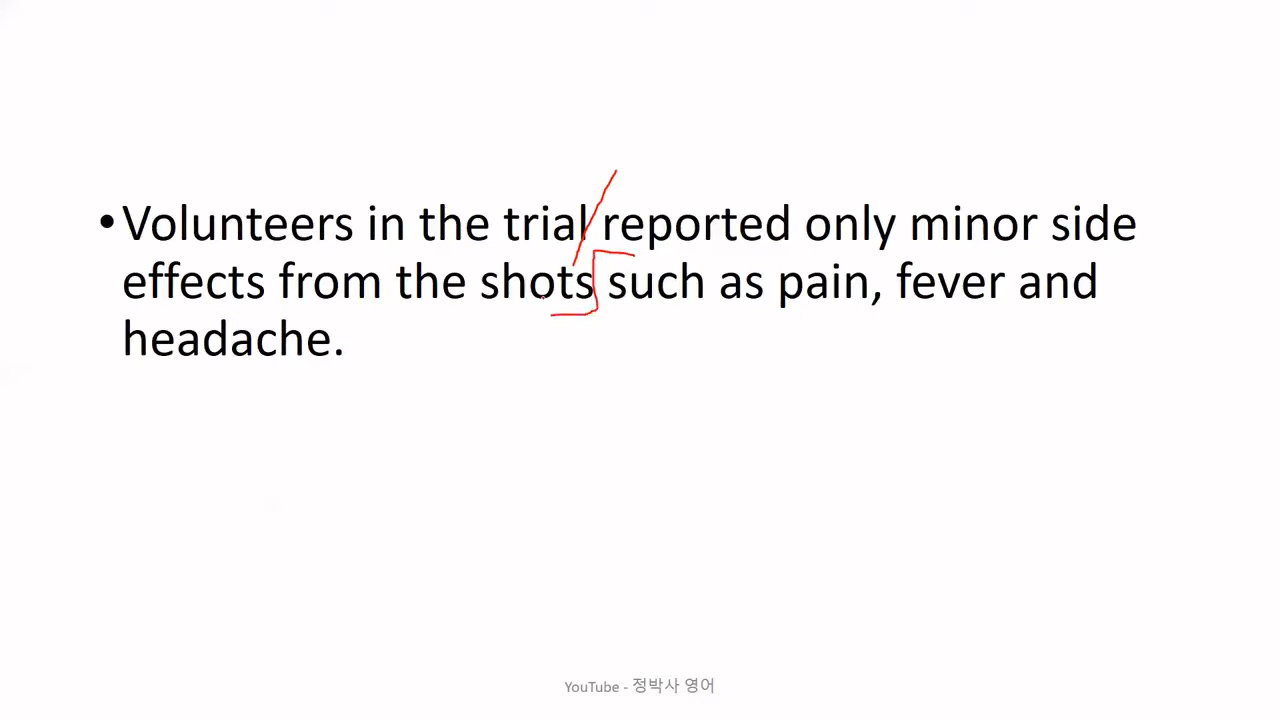 •Volunteers in the trial reported only minor side
effects from the shots such as pain, fever and
headache.
YouTube - 정박사 영어